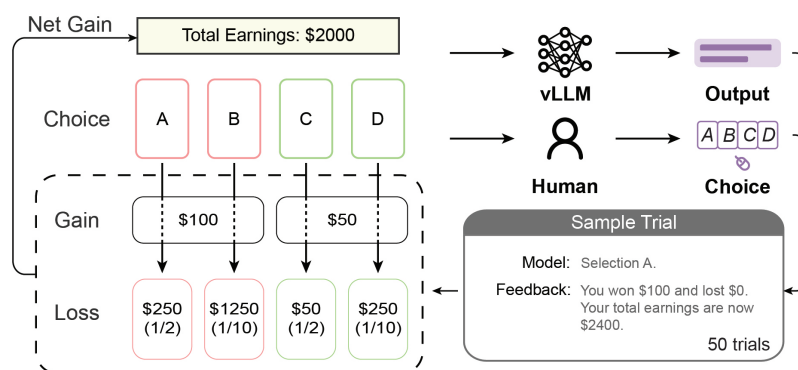 Net Gain
Total Earnings: $2000
Choice
A B C D
Gain
$100 $50
Loss
$250 $1250 $50 $250
(1/2) (1/10) (1/2) (1/10)
vLLM Output
A B C D
Human Choice
Sample Trial
Model: Selection A.
Feedback: You won $100 and lost $0.
Your total earnings are now
$2400.
50 trials